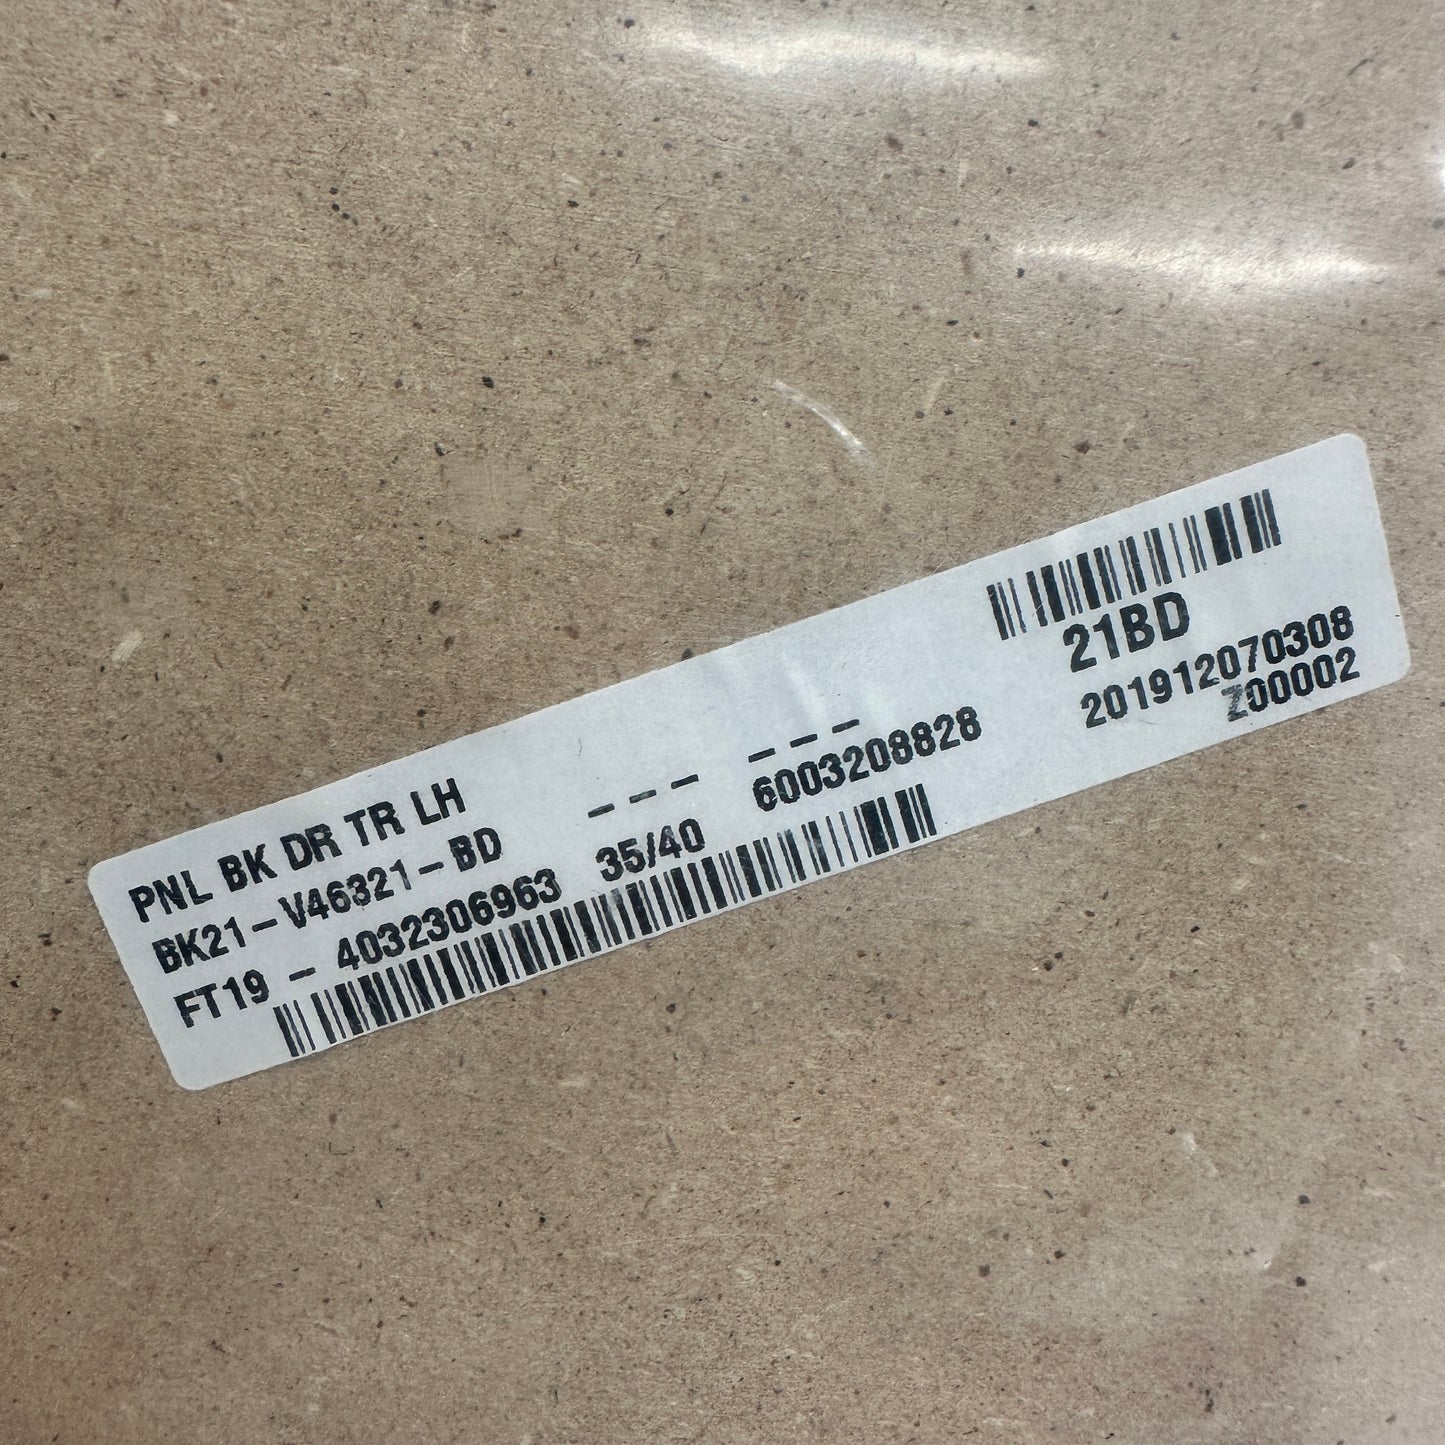 PNL BK DR TR LH
BK21-V46321-BD --- ---
FT19 - 4032306963 35/40 6003208828
21BD
201912070308
Z00002